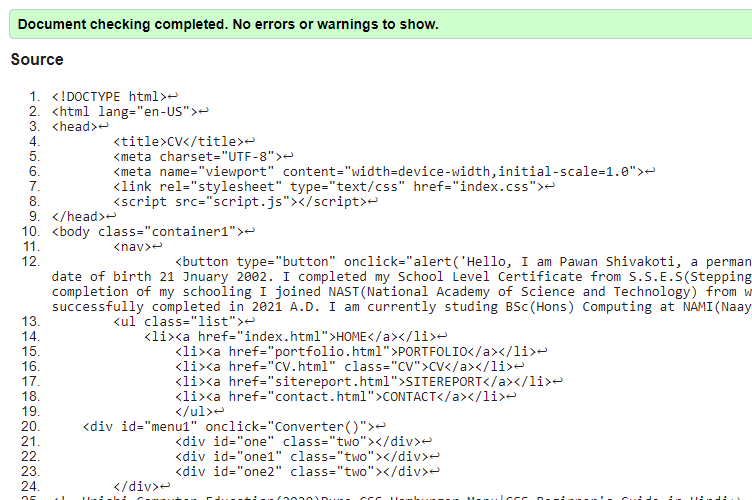 Document checking completed. No errors or warnings to show.
Source
1. <!DOCTYPE html>↩
2. <html lang="en-US">↩
3. <head>↩
4. <title>CV</title>↩
5. <meta charset="UTF-8">↩
6. <meta name="viewport" content="width=device-width,initial-scale=1.0">↩
7. <link rel="stylesheet" type="text/css" href="index.css">↩
8. <script src="script.js"></script>↩
9. </head>↩
10. <body class="container1">↩
11. <nav>↩
12. <button type="button" onclick="alert('Hello, I am Pawan Shivakoti, a perman
date of birth 21 Jnuary 2002. I completed my School Level Certificate from S.S.E.S(Stepping
completion of my schooling I joined NAST(National Academy of Science and Technology) from w
successfully completed in 2021 A.D. I am currently studing BSc(Hons) Computing at NAMI(Naay
13. <ul class="list">↩
14. <li><a href="index.html">HOME</a></li>↩
15. <li><a href="portfolio.html">PORTFOLIO</a></li>↩
16. <li><a href="CV.html" class="CV">CV</a></li>↩
17. <li><a href="sitereport.html">SITEREPORT</a></li>↩
18. <li><a href="contact.html">CONTACT</a></li>↩
19. </ul>↩
20. <div id="menu1" onclick="Converter()">↩
21. <div id="one" class="two"></div>↩
22. <div id="one1" class="two"></div>↩
23. <div id="one2" class="two"></div>↩
24. </div>↩